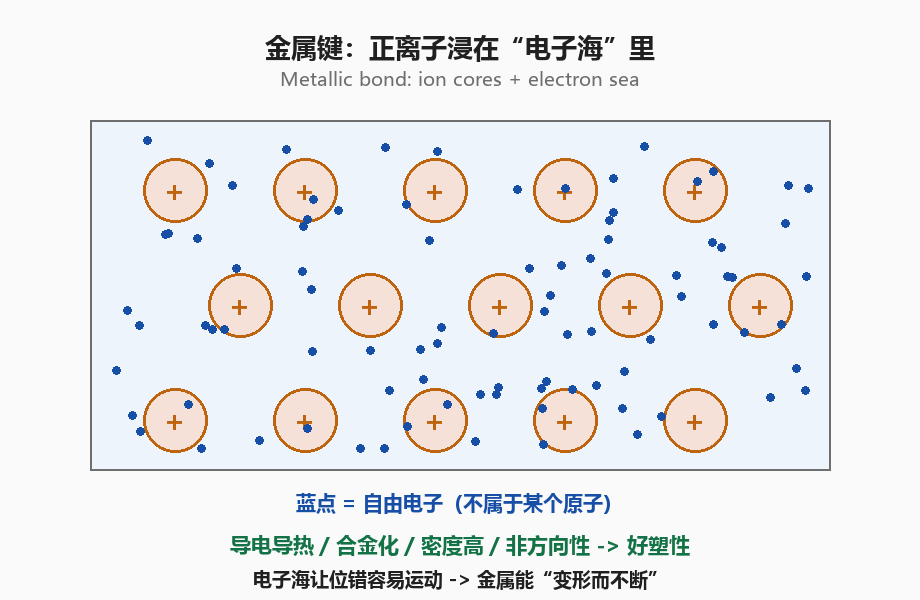 金属键：正离子浸在“电子海”里
Metallic bond: ion cores + electron sea
+ + + + +
+ + + + +
+ + + + +
蓝点 = 自由电子（不属于某个原子）
导电导热 / 合金化 / 密度高 / 非方向性 -> 好塑性
电子海让位错容易运动 -> 金属能“变形而不断”